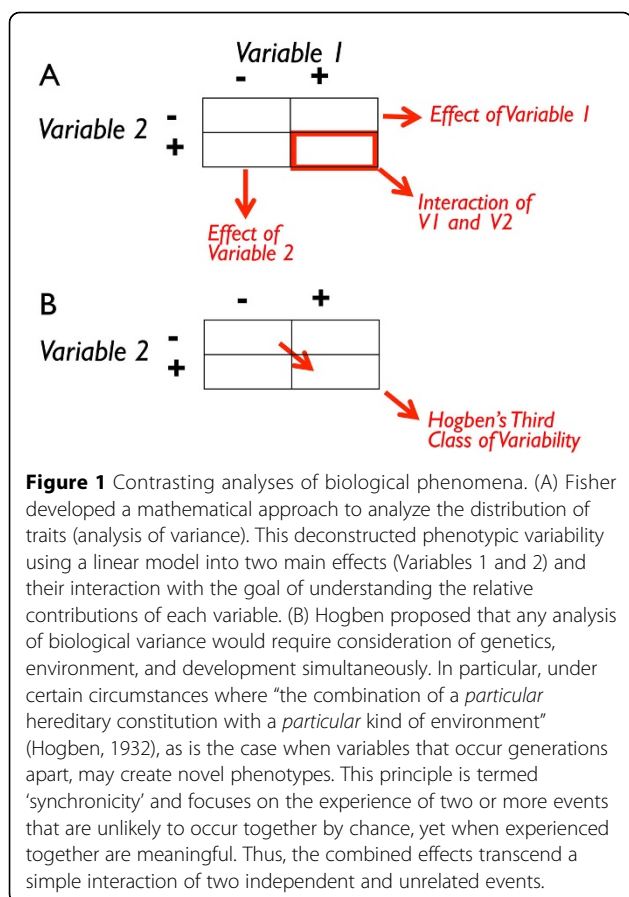 Variable 1
A
- +
Variable 2
-
+
Effect of Variable 1
Interaction of
V1 and V2
Effect of
Variable 2
B
- +
Variable 2
-
+
Hogben's Third
Class of Variability
Figure 1 Contrasting analyses of biological phenomena. (A) Fisher
developed a mathematical approach to analyze the distribution of
traits (analysis of variance). This deconstructed phenotypic variability
using a linear model into two main effects (Variables 1 and 2) and
their interaction with the goal of understanding the relative
contributions of each variable. (B) Hogben proposed that any analysis
of biological variance would require consideration of genetics,
environment, and development simultaneously. In particular, under
certain circumstances where “the combination of a particular
hereditary constitution with a particular kind of environment”
(Hogben, 1932), as is the case when variables that occur generations
apart, may create novel phenotypes. This principle is termed
‘synchronicity’ and focuses on the experience of two or more events
that are unlikely to occur together by chance, yet when experienced
together are meaningful. Thus, the combined effects transcend a
simple interaction of two independent and unrelated events.